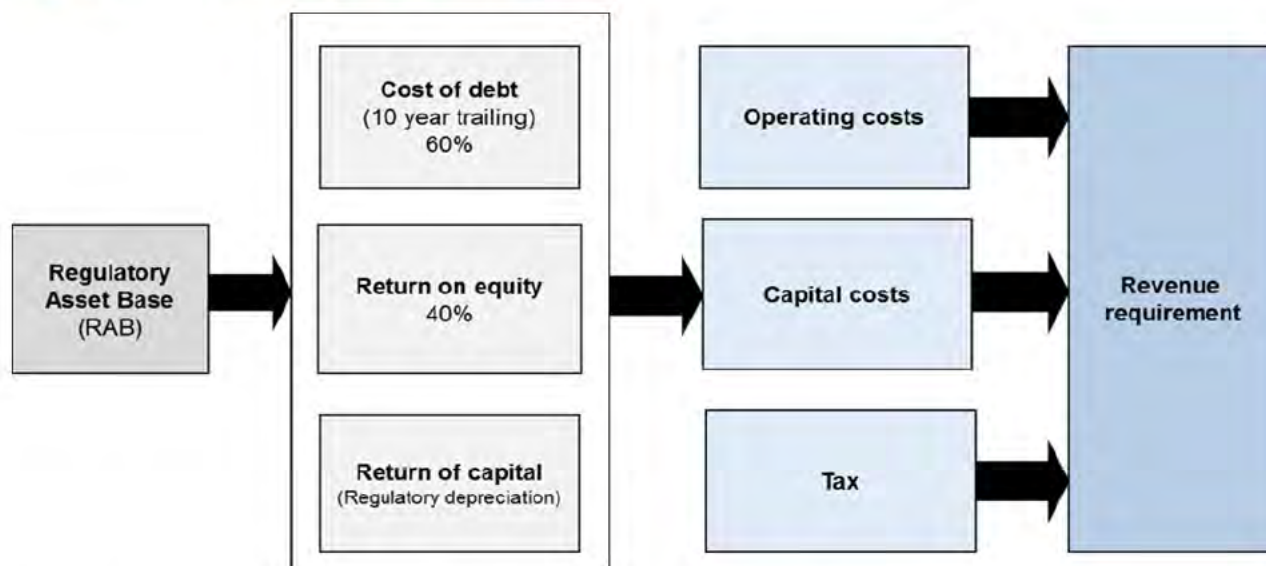 Regulatory
Asset Base
(RAB)
Cost of debt
(10 year trailing)
60%
Return on equity
40%
Return of capital
(Regulatory depreciation)
Operating costs
Capital costs
Tax
Revenue
requirement